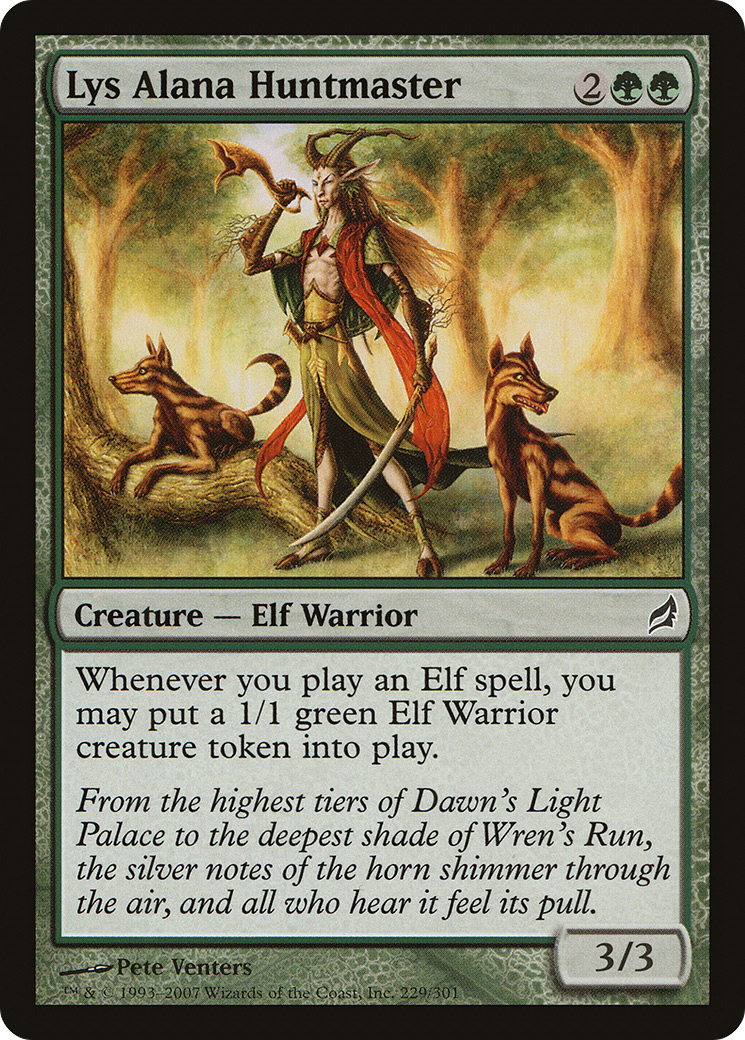 Lys Alana Huntmaster 2
Creature — Elf Warrior
Whenever you play an Elf spell, you
may put a 1/1 green Elf Warrior
creature token into play.
From the highest tiers of Dawn's Light
Palace to the deepest shade of Wren's Run,
the silver notes of the horn shimmer through
the air, and all who hear it feel its pull.
3/3
Pete Venters
™ & © 1993–2007 Wizards of the Coast, Inc. 229/301